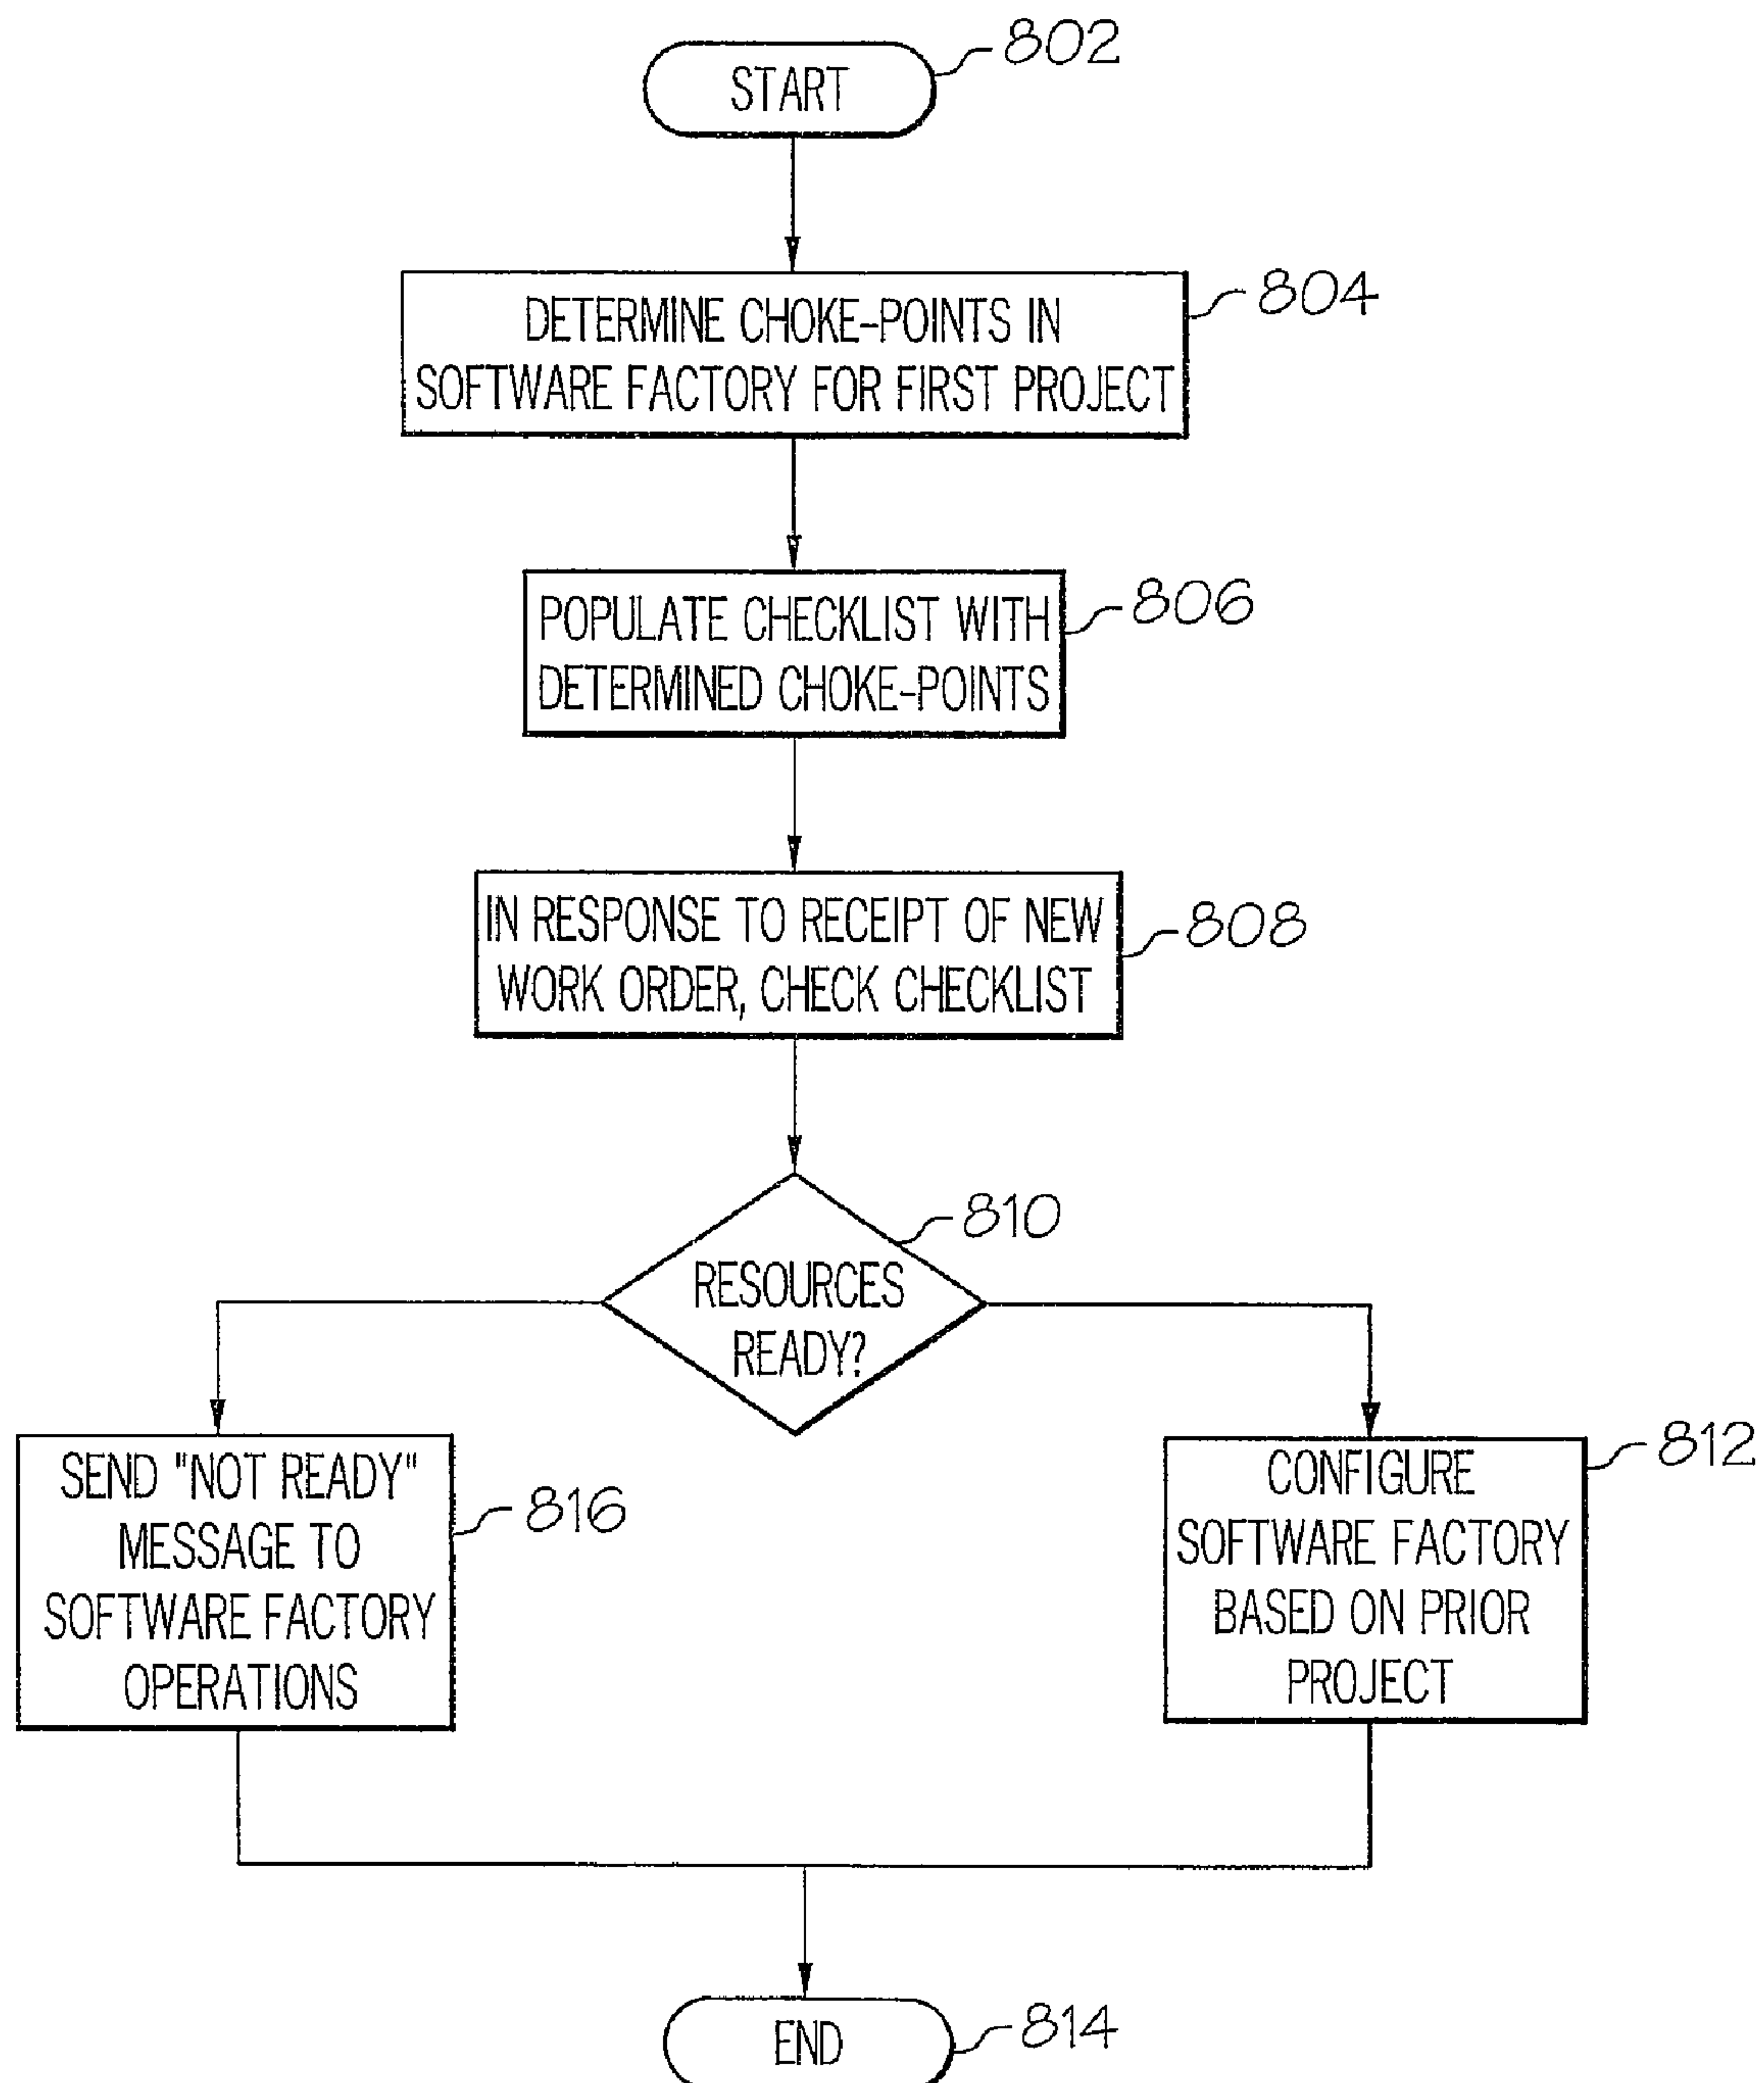 START
802
DETERMINE CHOKE-POINTS IN
SOFTWARE FACTORY FOR FIRST PROJECT
804
POPULATE CHECKLIST WITH
DETERMINED CHOKE-POINTS
806
IN RESPONSE TO RECEIPT OF NEW
WORK ORDER, CHECK CHECKLIST
808
RESOURCES
READY?
810
SEND "NOT READY"
MESSAGE TO
SOFTWARE FACTORY
OPERATIONS
816
CONFIGURE
SOFTWARE FACTORY
BASED ON PRIOR
PROJECT
812
END
814